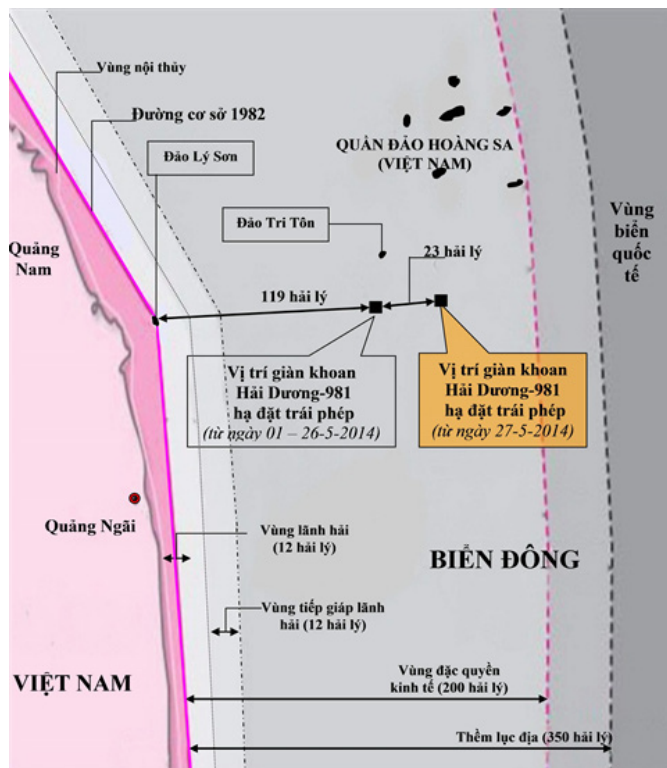 Vùng nội thủy
Đường cơ sở 1982
Đảo Lý Sơn
QUẦN ĐẢO HOÀNG SA
(VIỆT NAM)
Vùng
biển
quốc
tế
Đảo Tri Tôn
Quảng
Nam
23 hải lý
119 hải lý
Vị trí giàn khoan
Hải Dương-981
hạ đặt trái phép
(từ ngày 01 – 26-5-2014)
Vị trí giàn khoan
Hải Dương-981
hạ đặt trái phép
(từ ngày 27-5-2014)
Quảng Ngãi
Vùng lãnh hải
(12 hải lý)
BIỂN ĐÔNG
Vùng tiếp giáp lãnh
hải (12 hải lý)
VIỆT NAM
Vùng đặc quyền
kinh tế (200 hải lý)
Thềm lục địa (350 hải lý)